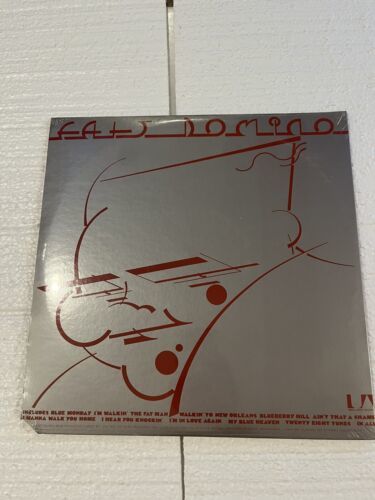 FATS DOMINO
INCLUDES BLUE MONDAY I'M WALKIN' THE FAT MAN WALKIN' TO NEW ORLEANS BLUEBERRY HILL AIN'T THAT A SHAME
I WANNA WALK YOU HOME I HEAR YOU KNOCKIN' I'M IN LOVE AGAIN MY BLUE HEAVEN TWENTY EIGHT TUNES IN ALL
UA